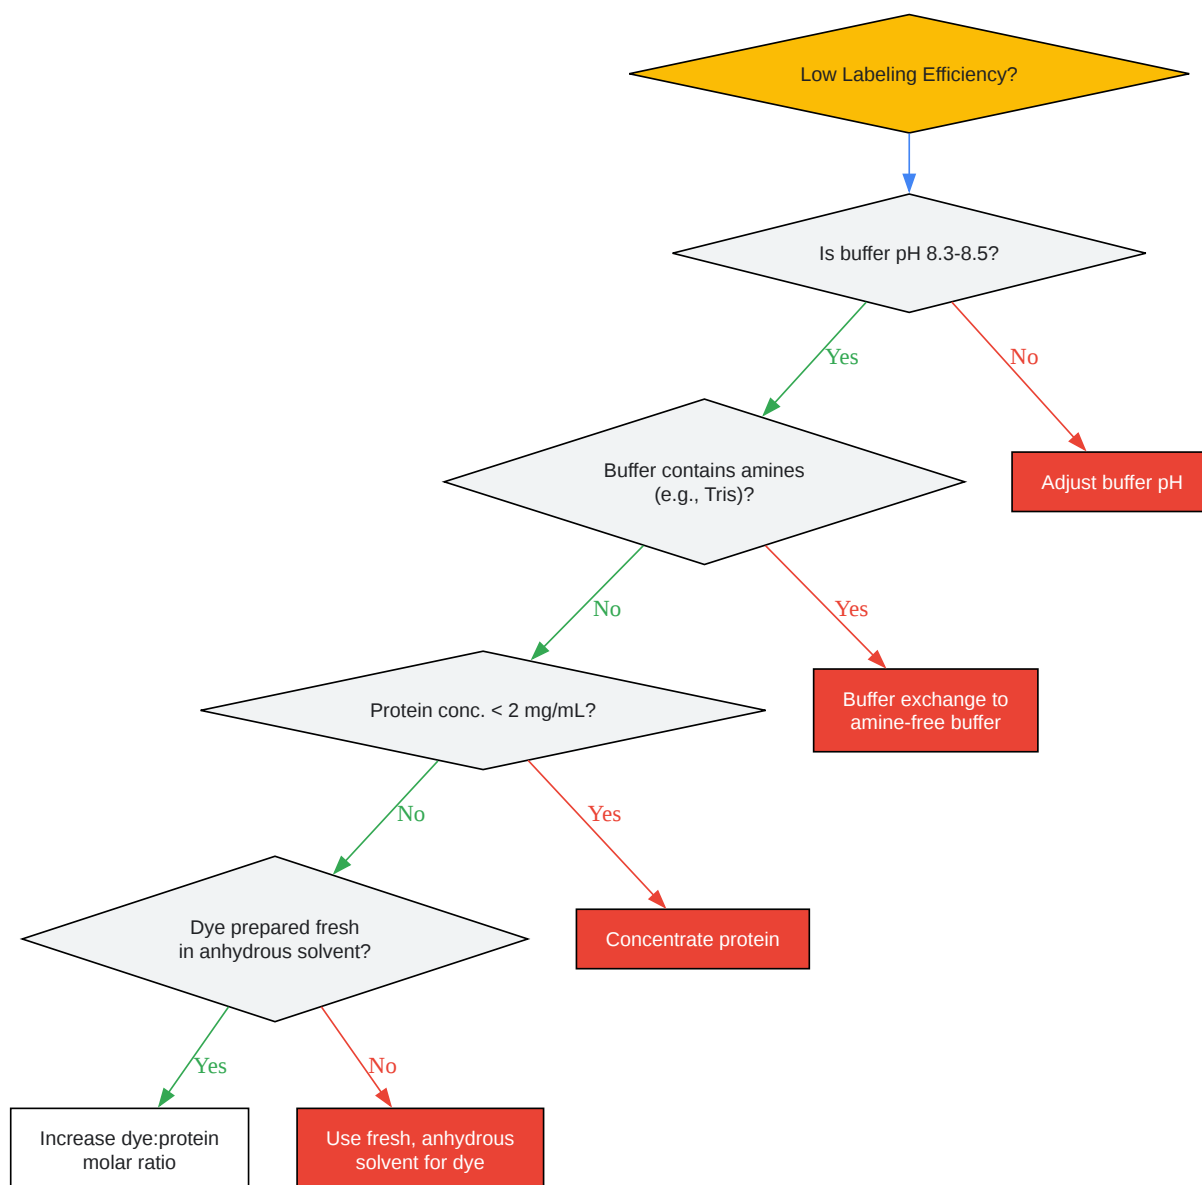 Low Labeling Efficiency?
Is buffer pH 8.3-8.5?
Yes
No
Buffer contains amines
(e.g., Tris)?
Adjust buffer pH
No
Yes
Protein conc. < 2 mg/mL?
Buffer exchange to
amine-free buffer
No
Yes
Dye prepared fresh
in anhydrous solvent?
Concentrate protein
Yes
No
Increase dye:protein
molar ratio
Use fresh, anhydrous
solvent for dye